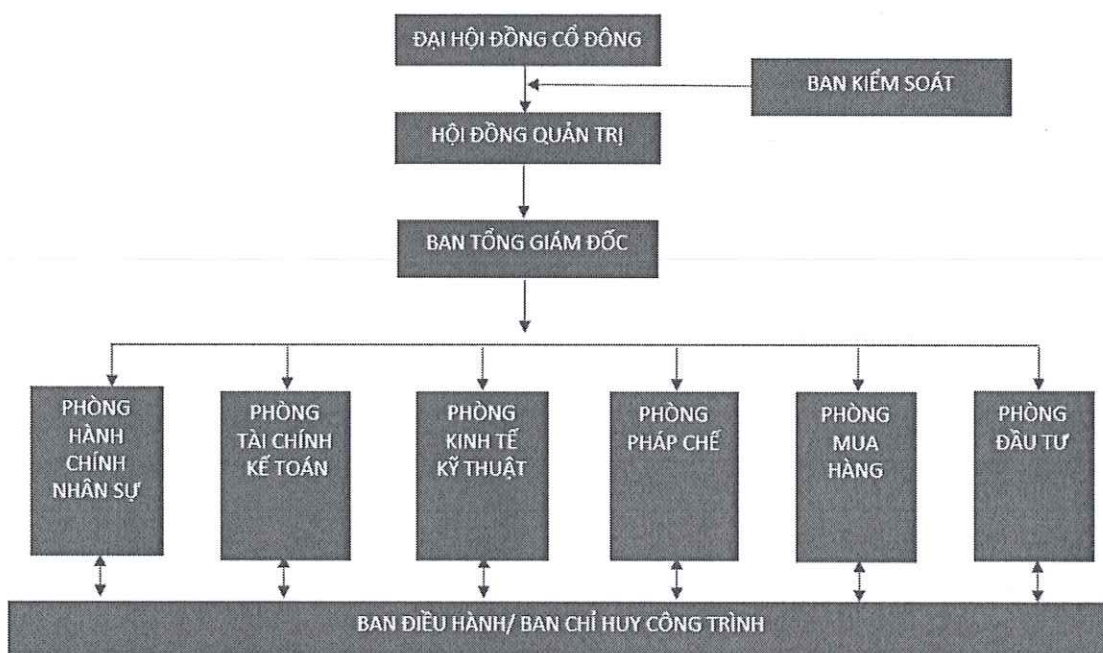 ĐẠI HỘI ĐỒNG CỔ ĐÔNG
BAN KIỂM SOÁT
HỘI ĐỒNG QUẢN TRỊ
BAN TỔNG GIÁM ĐỐC
PHÒNG
HÀNH
CHÍNH
NHÂN SỰ
PHÒNG
TÀI CHÍNH
KẾ TOÁN
PHÒNG
KINH TẾ
KỸ THUẬT
PHÒNG
PHÁP CHẾ
PHÒNG
MUA
HÀNG
PHÒNG
ĐẦU TƯ
BAN ĐIỀU HÀNH/ BAN CHỈ HUY CÔNG TRÌNH